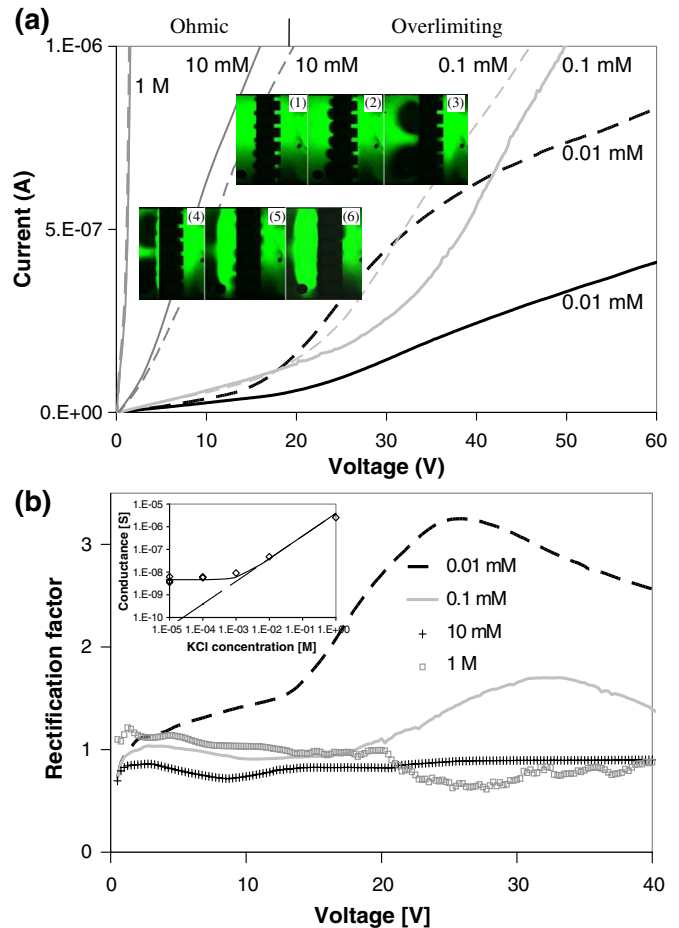 (a)
Ohmic | Overlimiting
1.E-06
5.E-07
0.E+00
Current (A)
1 M
10 mM
10 mM
0.1 mM
0.1 mM
0.01 mM
0.01 mM
(1)
(2)
(3)
(4)
(5)
(6)
0 10 20 30 40 50 60
Voltage (V)
(b)
3
2
1
0
Rectification factor
1.E-05
1.E-06
1.E-07
1.E-08
1.E-09
1.E-10
Conductance [S]
1.E-05 1.E-04 1.E-03 1.E-02 1.E-01 1.E+00
KCl concentration [M]
0.01 mM
0.1 mM
10 mM
1 M
0 10 20 30 40
Voltage [V]